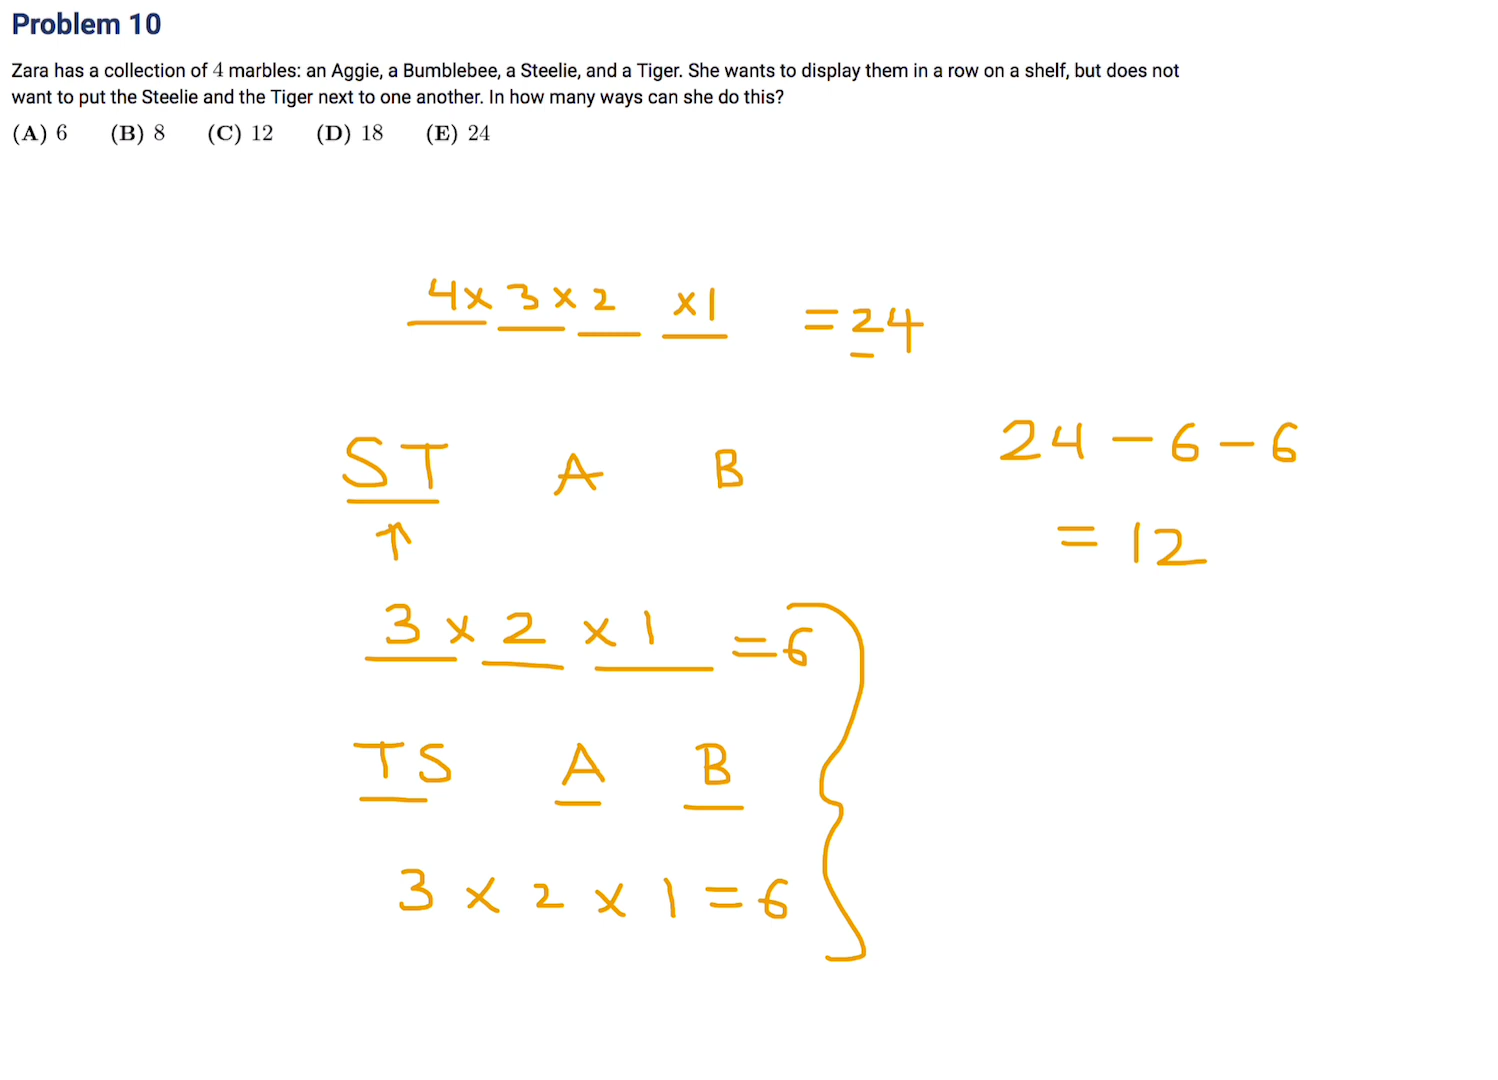 Problem 10
Zara has a collection of 4 marbles: an Aggie, a Bumblebee, a Steelie, and a Tiger. She wants to display them in a row on a shelf, but does not
want to put the Steelie and the Tiger next to one another. In how many ways can she do this?
(A) 6 (B) 8 (C) 12 (D) 18 (E) 24
4 × 3 × 2 × 1 = 24
ST A B
↑
3 × 2 × 1 = 6
TS A B
3 × 2 × 1 = 6
24 - 6 - 6
= 12